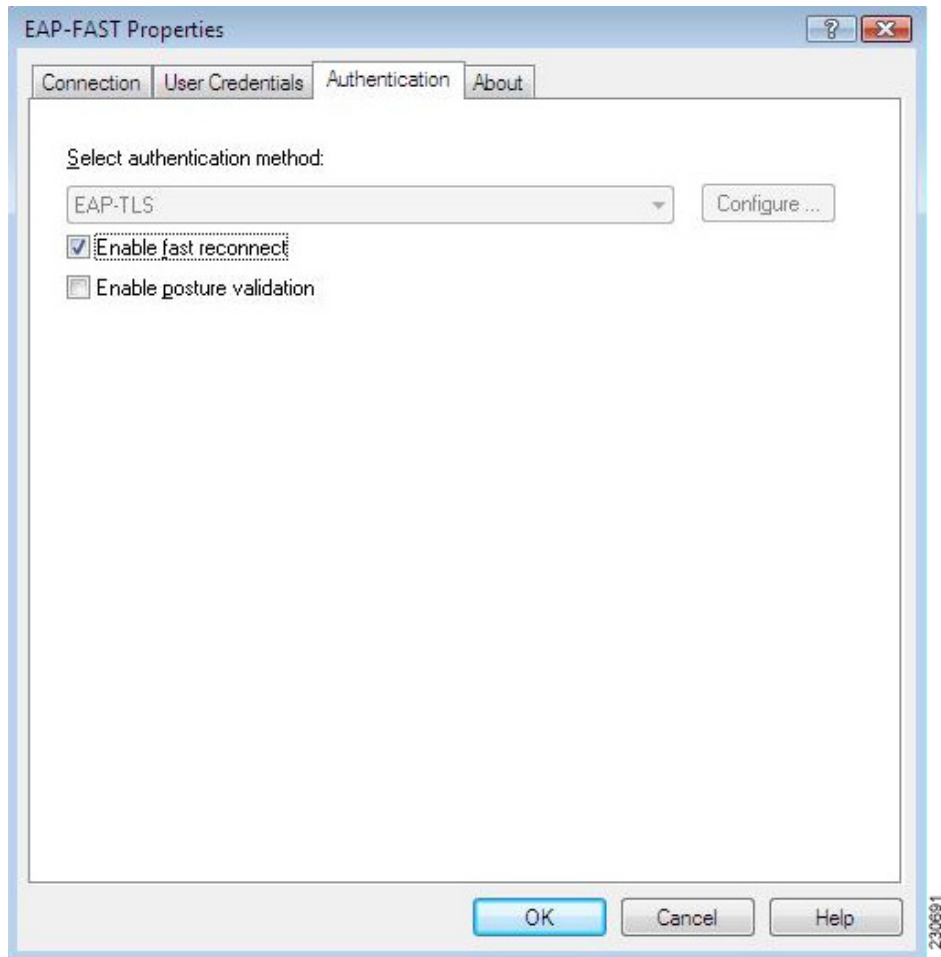 EAP-FAST Properties
Connection User Credentials Authentication About
Select authentication method:
EAP-TLS Configure ...
Enable fast reconnect
Enable posture validation
OK Cancel Help
230691